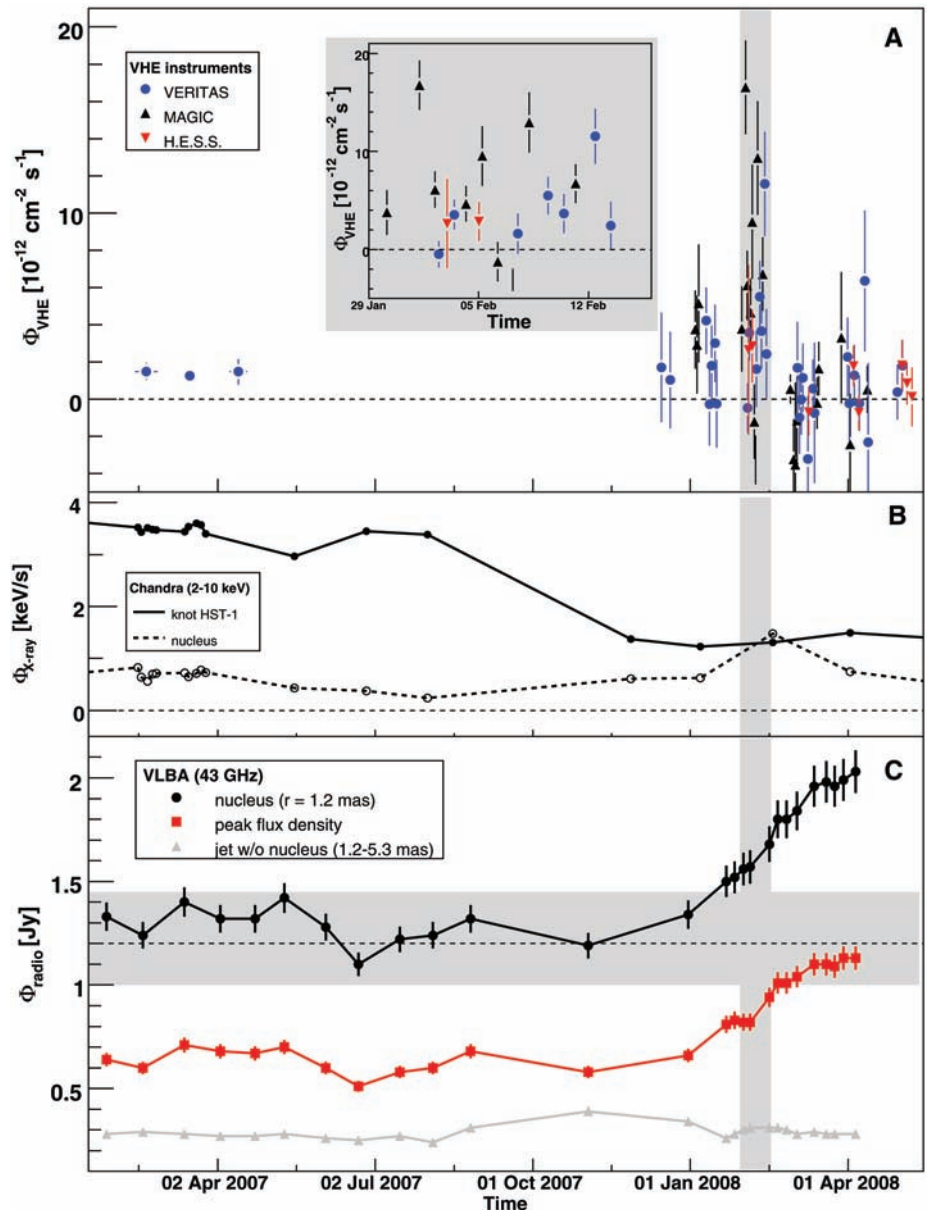 A
20
10
0
Φ_VHE [10^-12 cm^-2 s^-1]
VHE instruments
VERITAS
MAGIC
H.E.S.S.
20
10
0
Φ_VHE [10^-12 cm^-2 s^-1]
29 Jan
05 Feb
12 Feb
Time
B
4
2
0
Φ_X-ray [keV/s]
Chandra (2-10 keV)
knot HST-1
nucleus
C
2
1.5
1
0.5
Φ_radio [Jy]
VLBA (43 GHz)
nucleus (r = 1.2 mas)
peak flux density
jet w/o nucleus (1.2-5.3 mas)
02 Apr 2007
02 Jul 2007
01 Oct 2007
01 Jan 2008
01 Apr 2008
Time